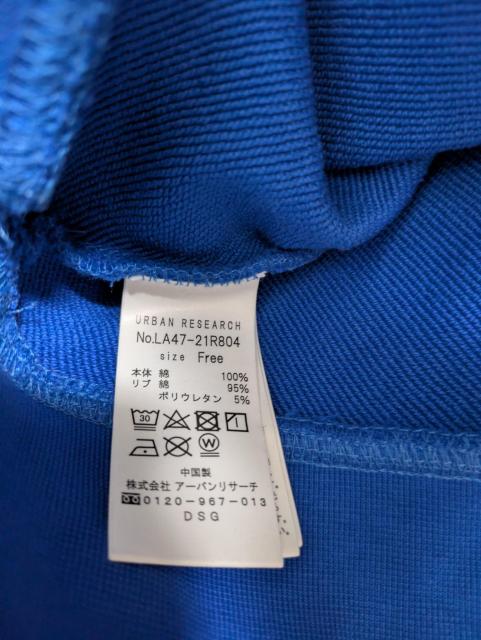 URBAN RESEARCH
No.LA47-21R804
size Free
本体 綿 100%
リブ 綿 95%
ポリウレタン 5%
30
W
中国製
株式会社 アーバンリサーチ
0120-967-013
DSG